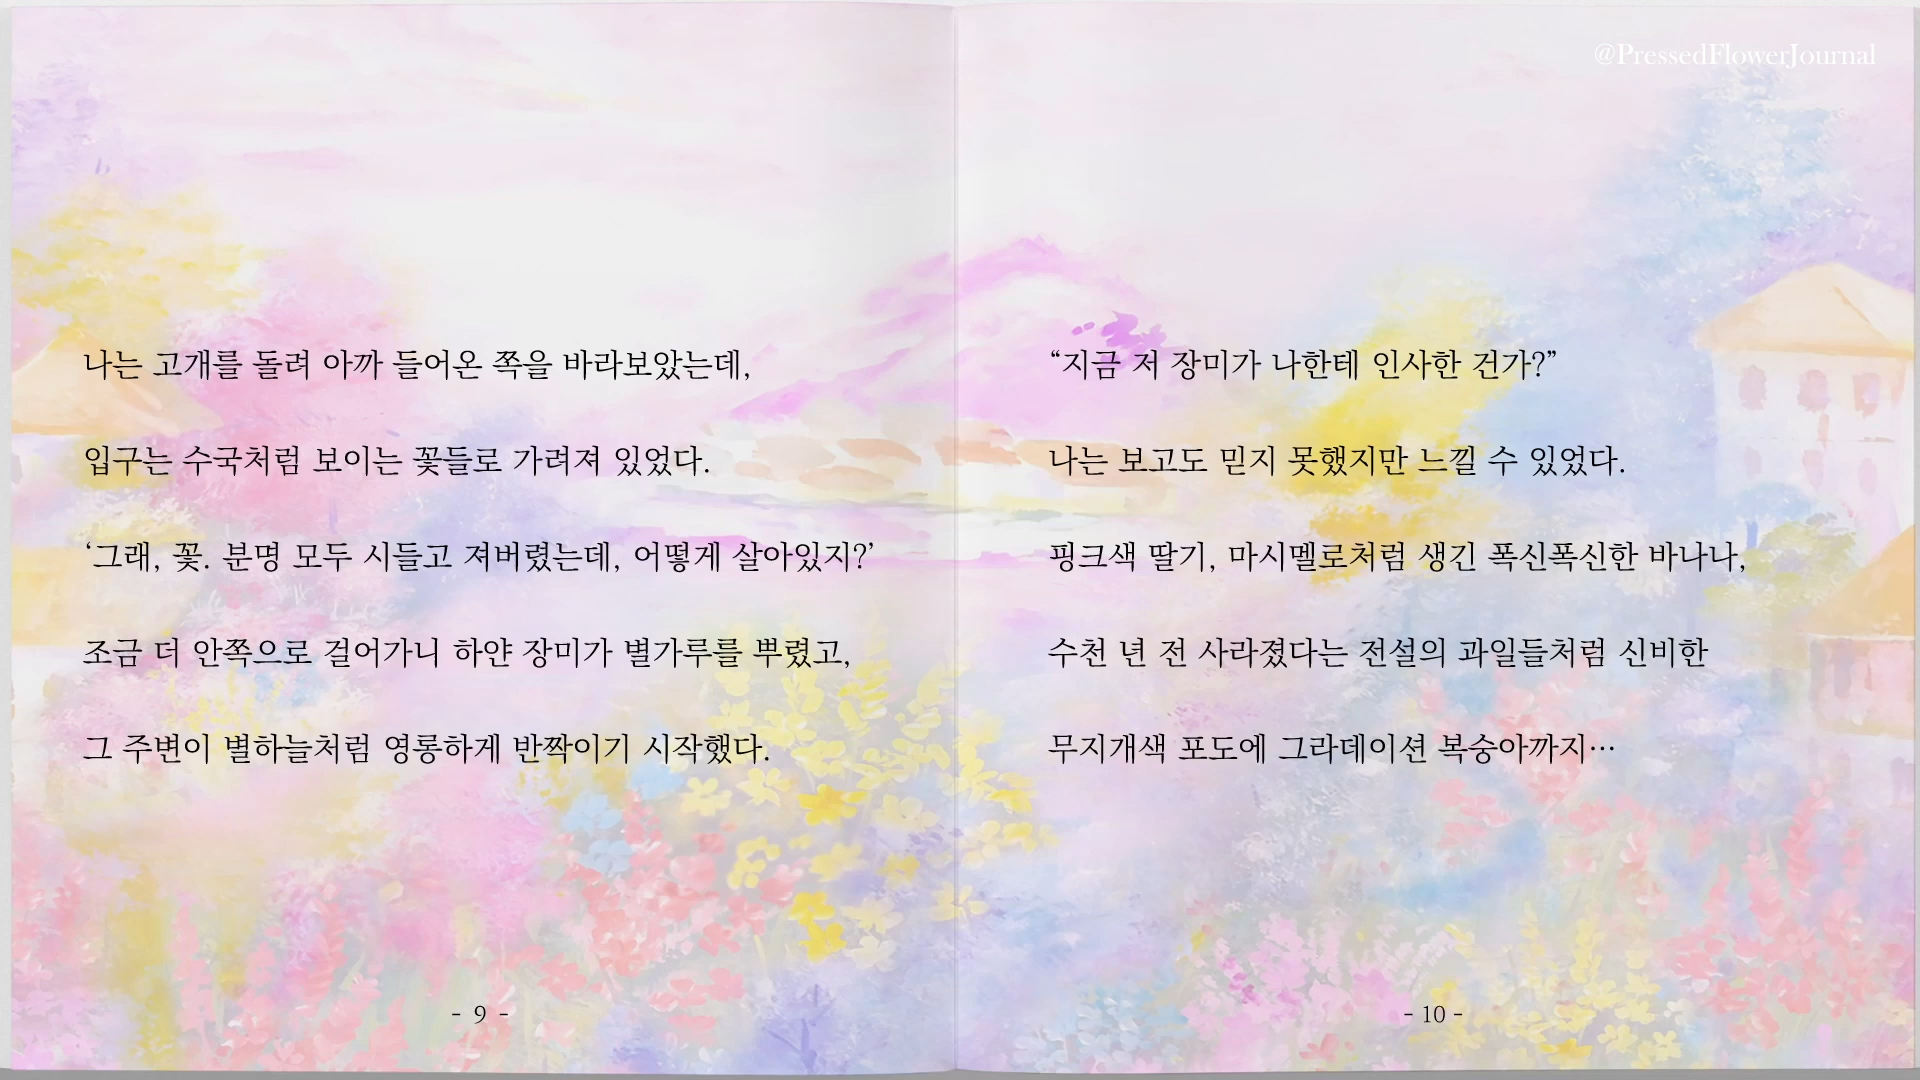 @PressedFlowerJournal
나는 고개를 돌려 아까 들어온 쪽을 바라보았는데,
입구는 수국처럼 보이는 꽃들로 가려져 있었다.
‘그래, 꽃. 분명 모두 시들고 져버렸는데, 어떻게 살아있지?’
조금 더 안쪽으로 걸어가니 하얀 장미가 별가루를 뿌렸고,
그 주변이 별하늘처럼 영롱하게 반짝이기 시작했다.
- 9 -
“지금 저 장미가 나한테 인사한 건가?”
나는 보고도 믿지 못했지만 느낄 수 있었다.
핑크색 딸기, 마시멜로처럼 생긴 폭신폭신한 바나나,
수천 년 전 사라졌다는 전설의 과일들처럼 신비한
무지개색 포도에 그라데이션 복숭아까지…
- 10 -